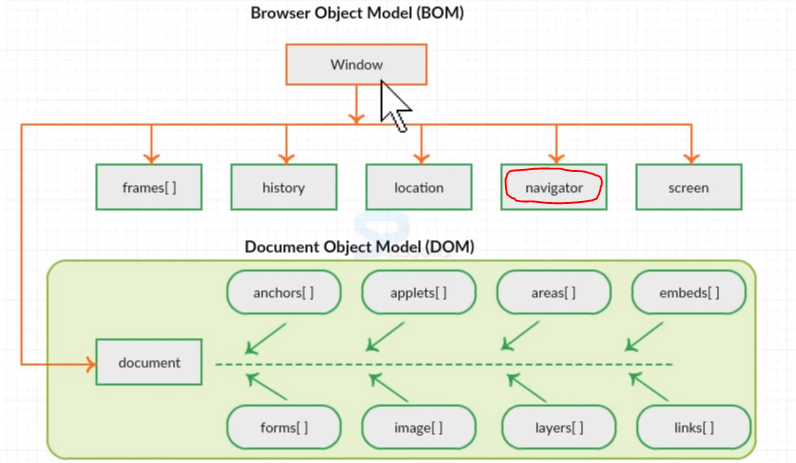 Browser Object Model (BOM)
Window
frames[ ]
history
location
navigator
screen
Document Object Model (DOM)
anchors[ ]
applets[ ]
areas[ ]
embeds[ ]
document
forms[ ]
image[ ]
layers[ ]
links[ ]